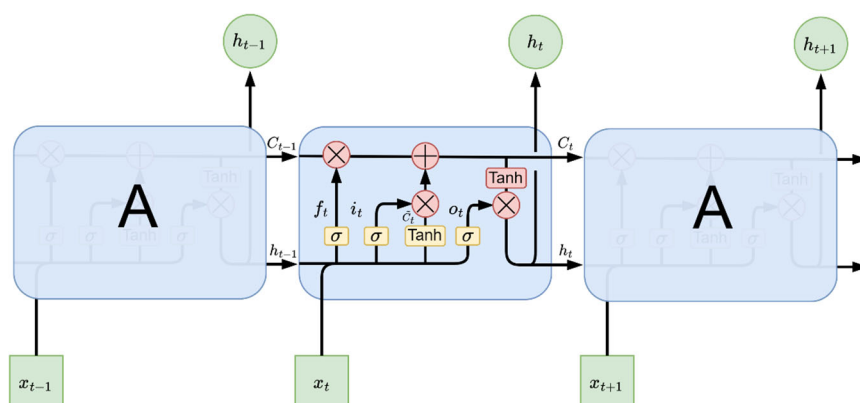 h_{t-1} h_t h_{t+1}
C_{t-1} C_t
Tanh
A f_t i_t C̃_t o_t A
σ σ Tanh σ
h_{t-1} h_t
x_{t-1} x_t x_{t+1}